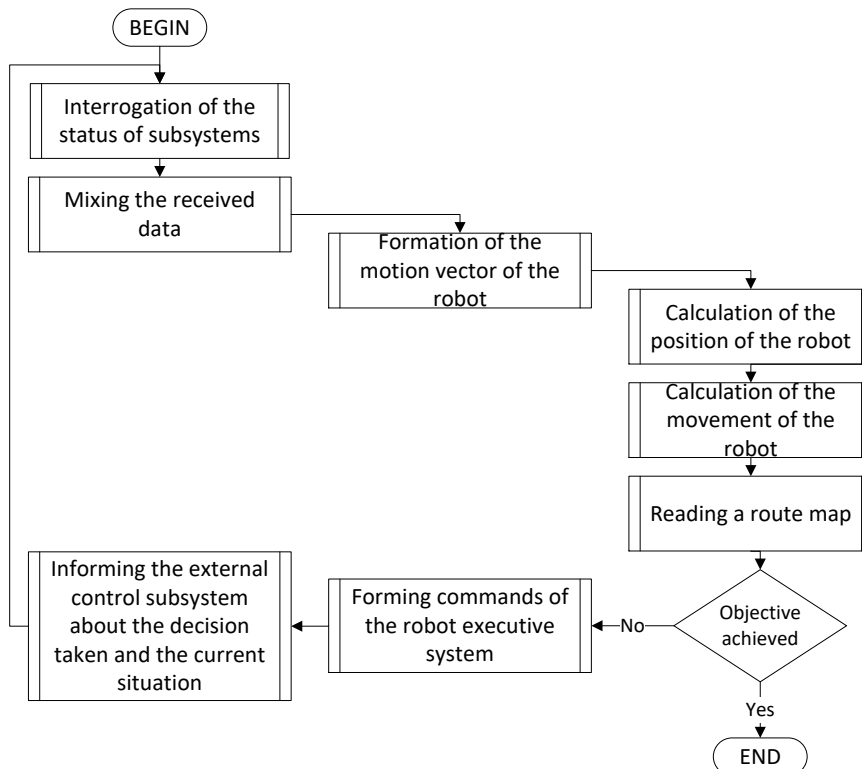 BEGIN
Interrogation of the
status of subsystems
Mixing the received
data
Formation of the
motion vector of the
robot
Calculation of the
position of the robot
Calculation of the
movement of the
robot
Reading a route map
Objective
achieved
No
Forming commands of
the robot executive
system
Informing the external
control subsystem
about the decision
taken and the current
situation
Yes
END